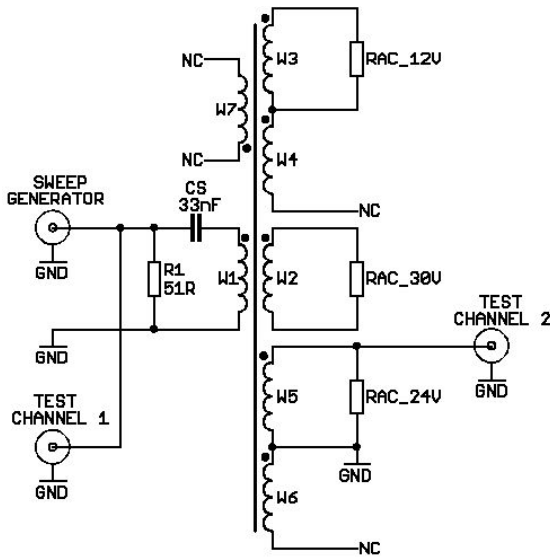 NC
W3
RAC_12V
W7
NC
W4
NC
SWEEP
GENERATOR
GND
CS
33nF
R1
51R
W1
W2
RAC_30V
GND
TEST
CHANNEL 1
GND
TEST
CHANNEL 2
GND
W5
RAC_24V
GND
W6
NC